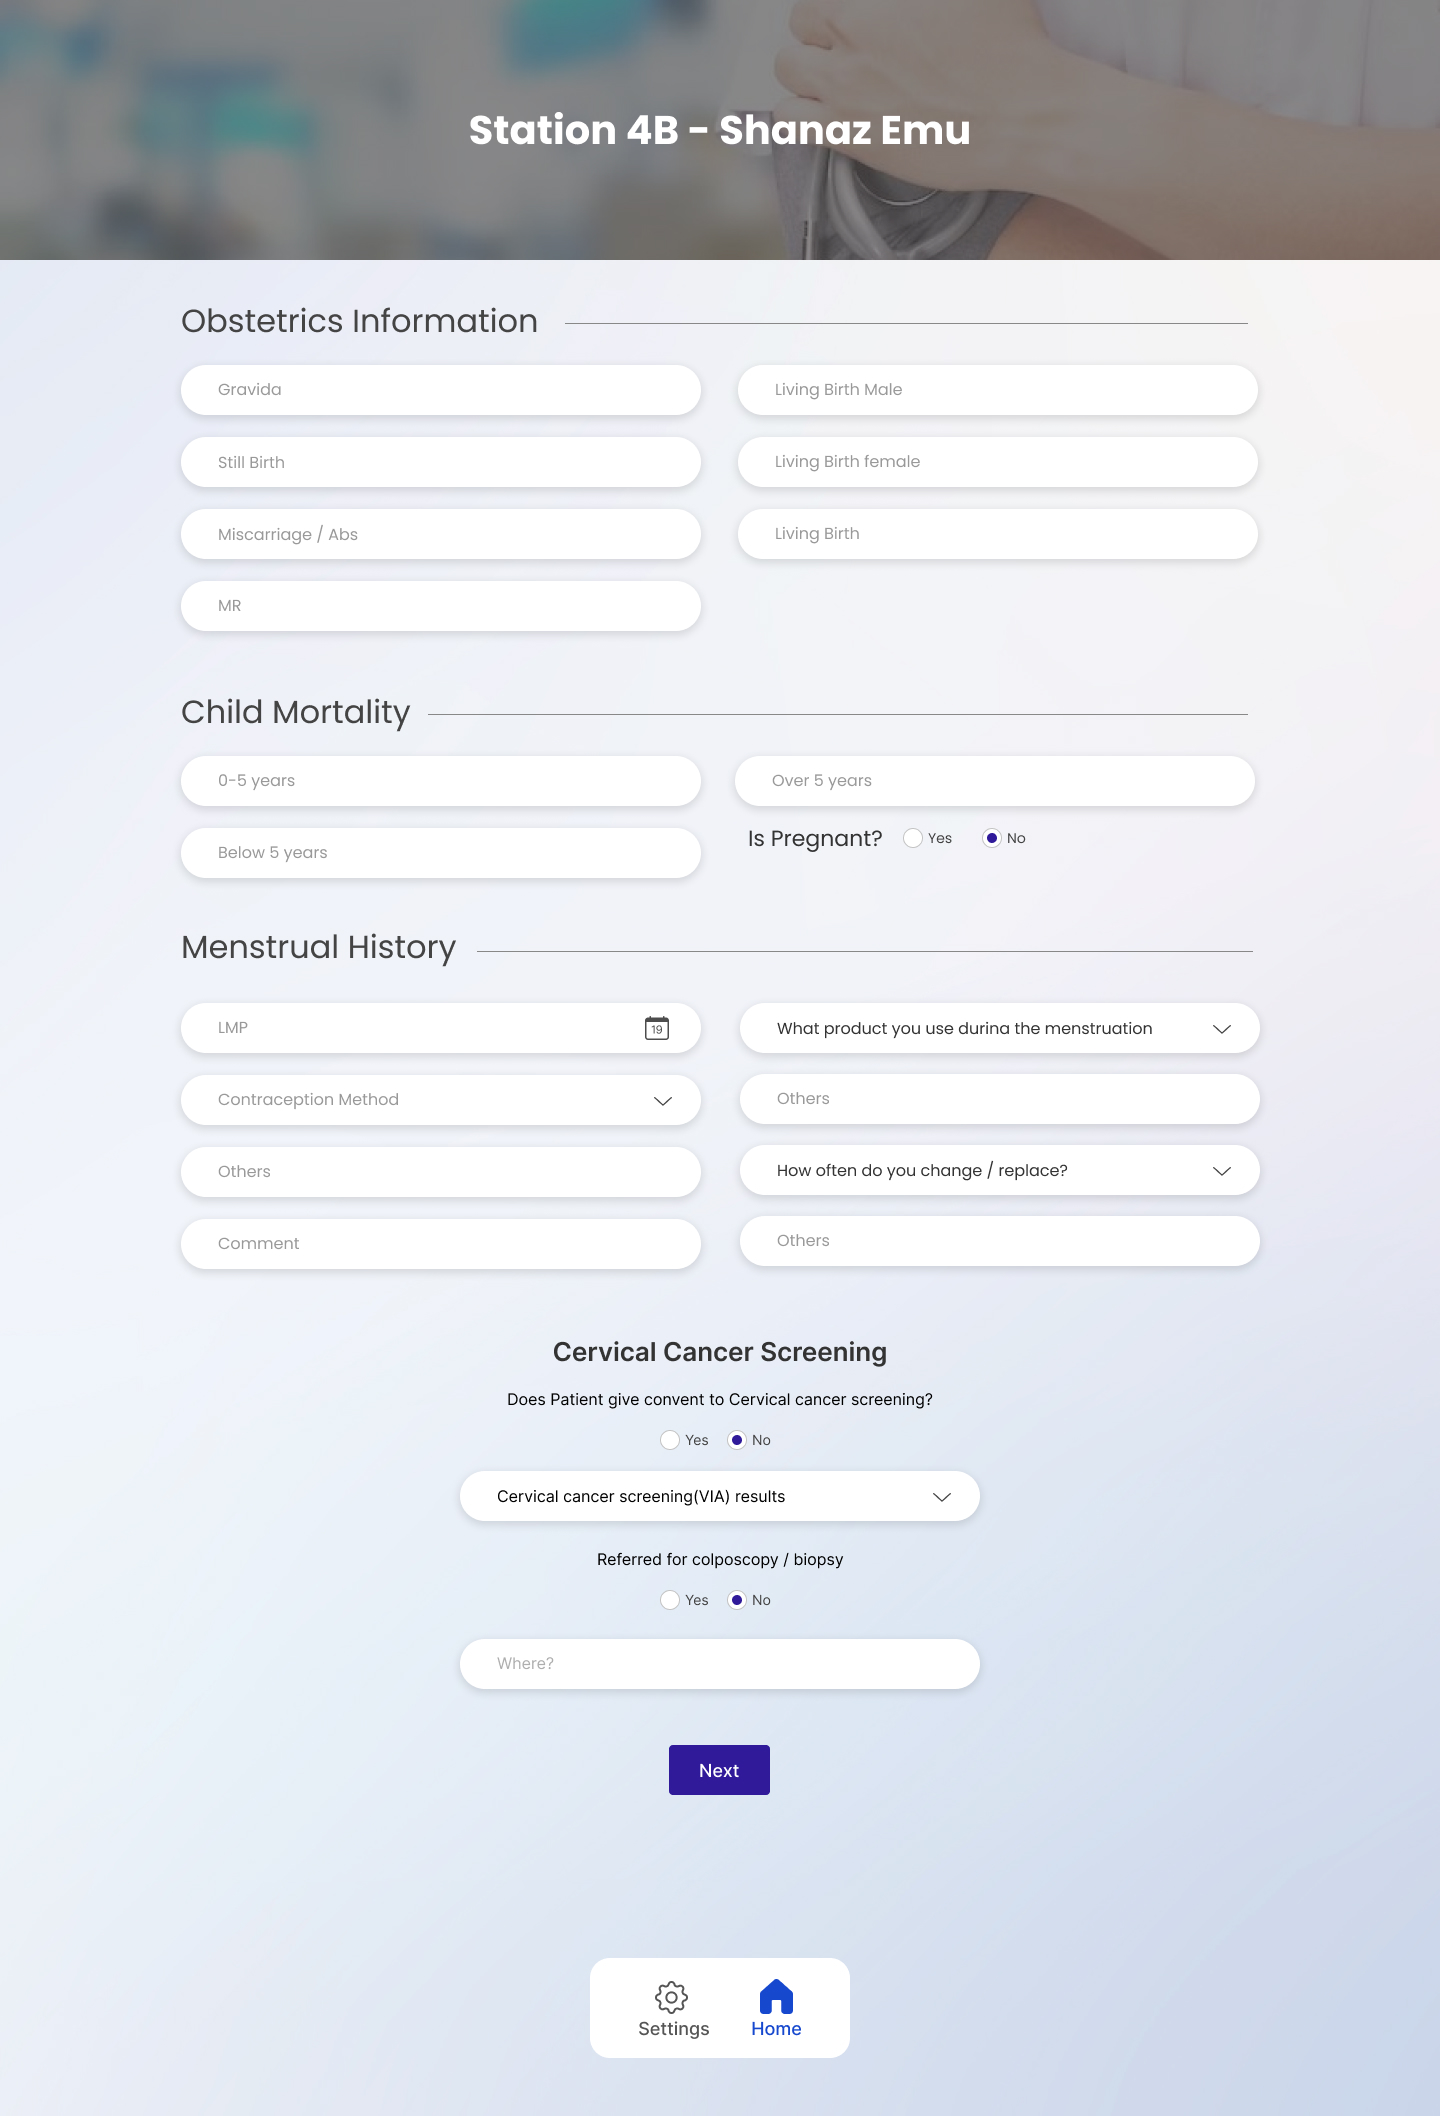 Station 4B - Shanaz Emu
Obstetrics Information
Gravida
Living Birth Male
Still Birth
Living Birth female
Miscarriage / Abs
Living Birth
MR
Child Mortality
0-5 years
Over 5 years
Below 5 years
Is Pregnant?
Yes
No
Menstrual History
LMP
19
What product you use durina the menstruation
Contraception Method
Others
Others
How often do you change / replace?
Comment
Others
Cervical Cancer Screening
Does Patient give convent to Cervical cancer screening?
Yes
No
Cervical cancer screening(VIA) results
Referred for colposcopy / biopsy
Yes
No
Where?
Next
Settings
Home